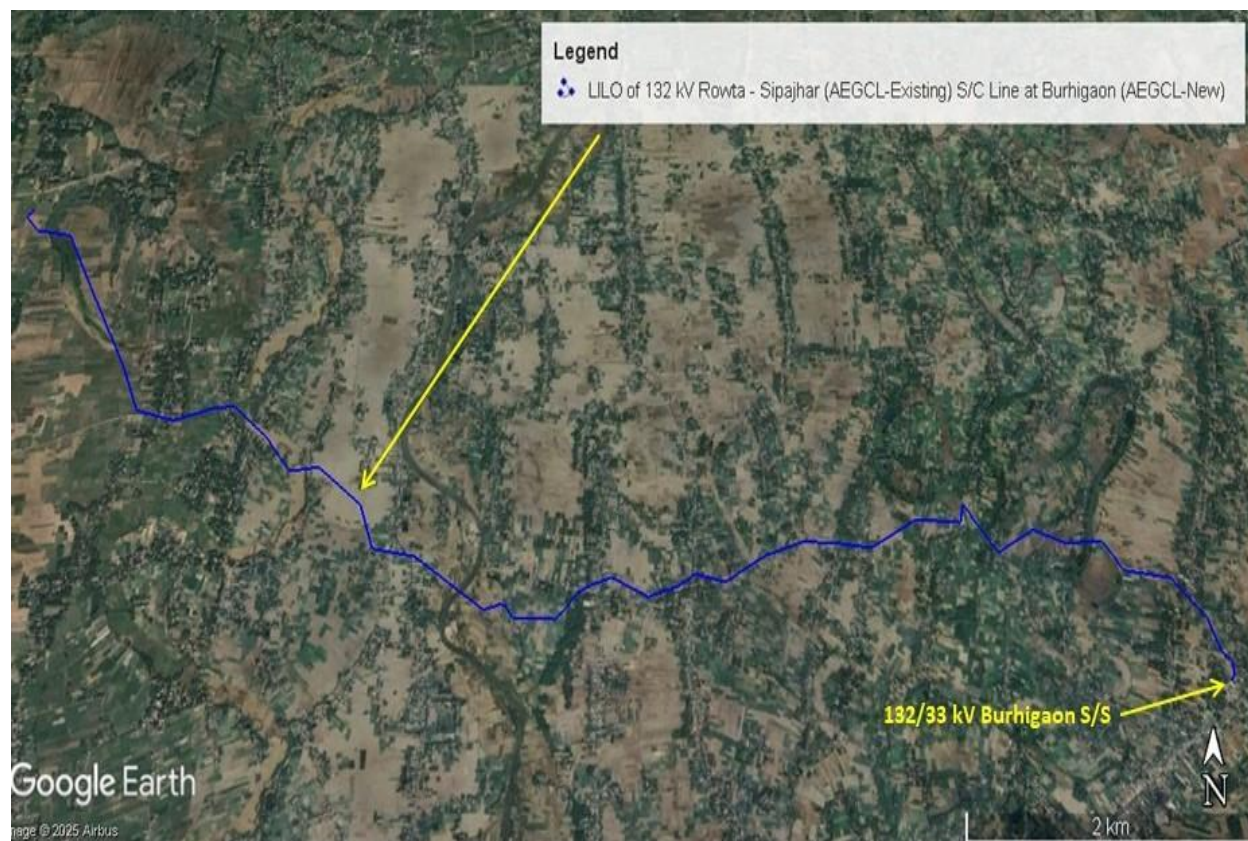 Legend
LILO of 132 kV Rowta - Sipajhar (AEGCL-Existing) S/C Line at Burhigaon (AEGCL-New)
132/33 kV Burhigaon S/S
N
Google Earth
2 km
mage © 2025 Airbus